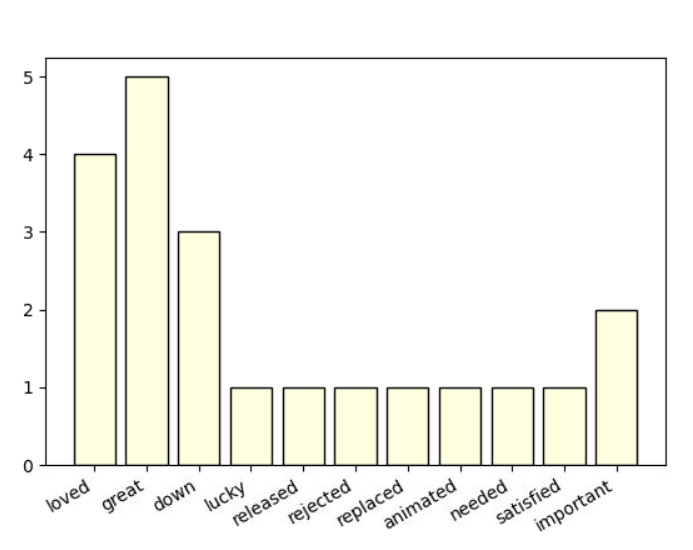 5
4
3
2
1
0
loved
great
down
lucky
released
rejected
replaced
animated
needed
satisfied
important